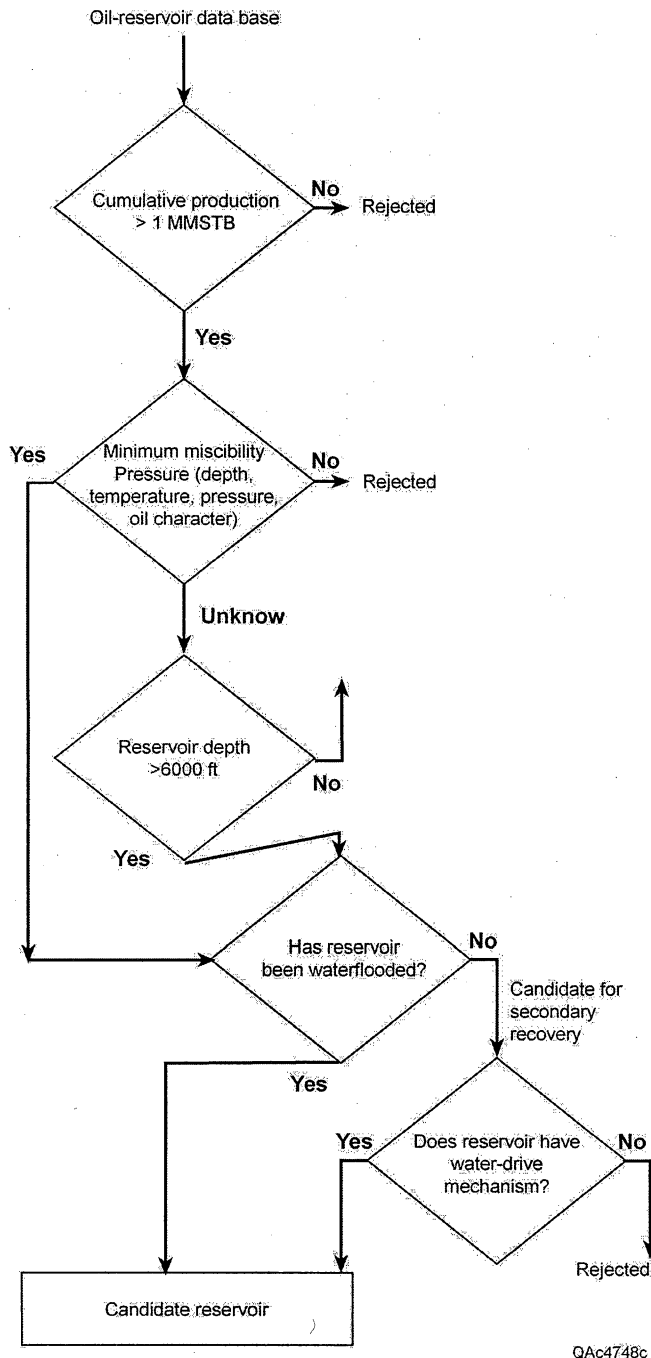 Oil-reservoir data base
Cumulative production
> 1 MMSTB
No
Rejected
Yes
Yes
Minimum miscibility
Pressure (depth,
temperature, pressure,
oil character)
No
Rejected
Unknow
Reservoir depth
>6000 ft
No
Yes
Has reservoir
been waterflooded?
No
Candidate for
secondary
recovery
Yes
Yes
Does reservoir have
water-drive
mechanism?
No
Rejected
Candidate reservoir
QAc4748c